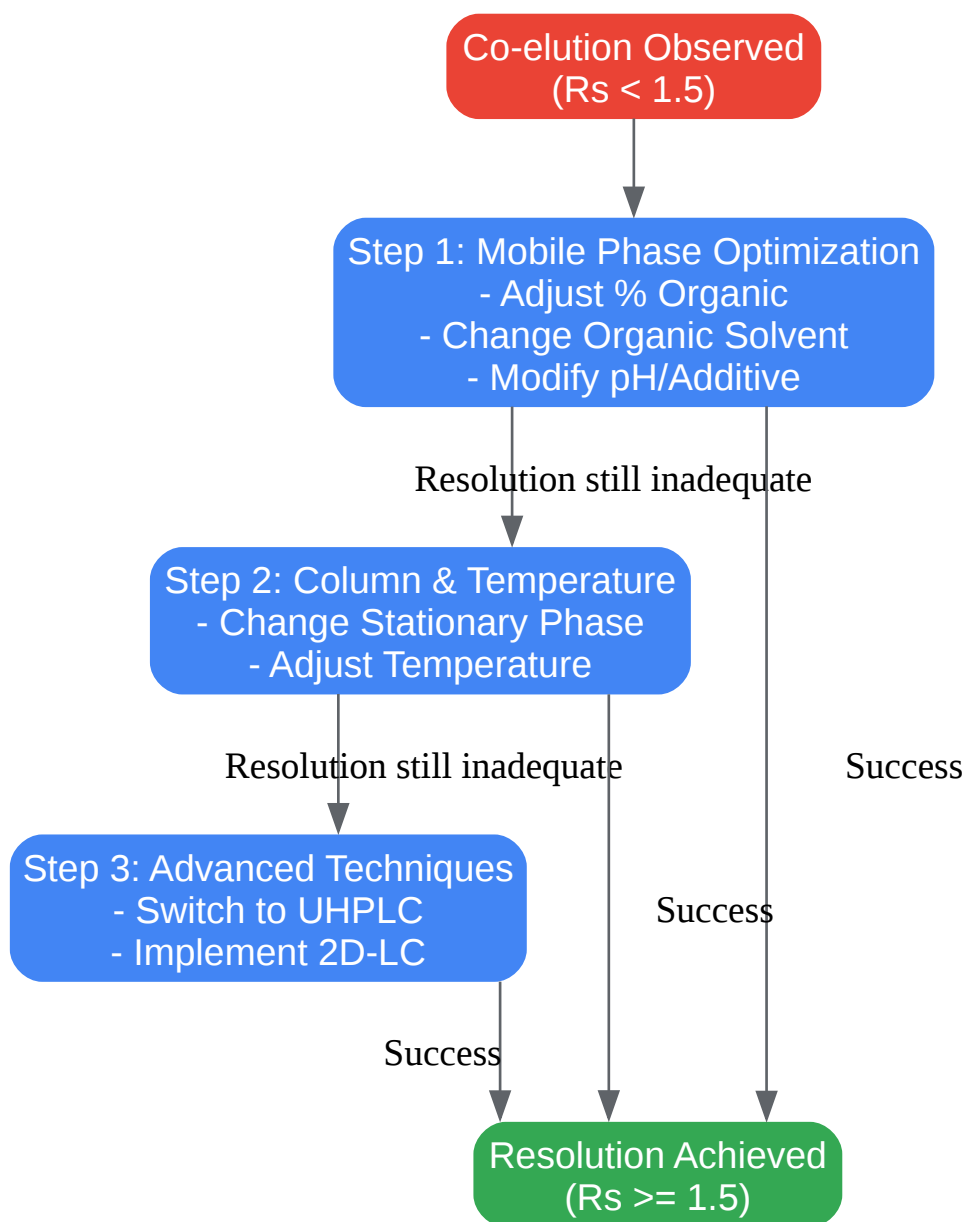 Co-elution Observed
(Rs < 1.5)
Step 1: Mobile Phase Optimization
- Adjust % Organic
- Change Organic Solvent
- Modify pH/Additive
Resolution still inadequate
Step 2: Column & Temperature
- Change Stationary Phase
- Adjust Temperature
Resolution still inadequate
Success
Step 3: Advanced Techniques
- Switch to UHPLC
- Implement 2D-LC
Success
Success
Resolution Achieved
(Rs >= 1.5)